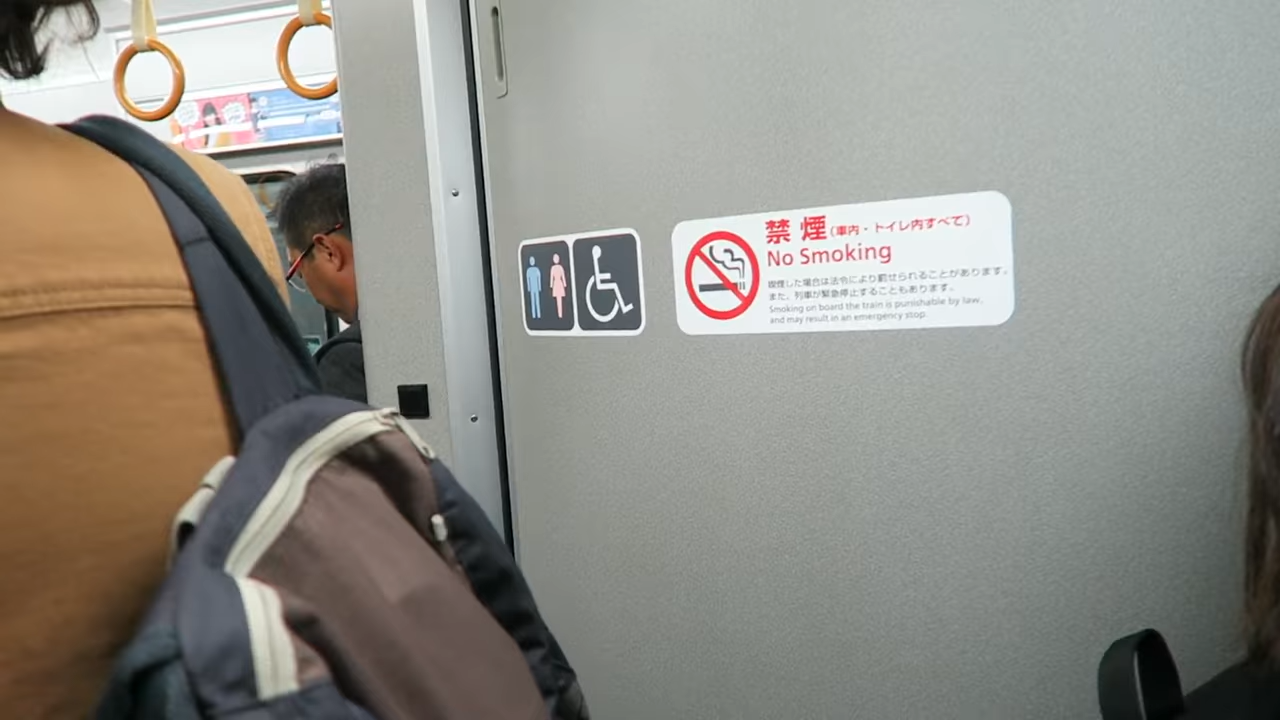 禁煙(車内・トイレ内すべて)
No Smoking
喫煙した場合は法令により罰せられることがあります。
また、列車が緊急停止することもあります。
Smoking on board the train is punishable by law,
and may result in an emergency stop.